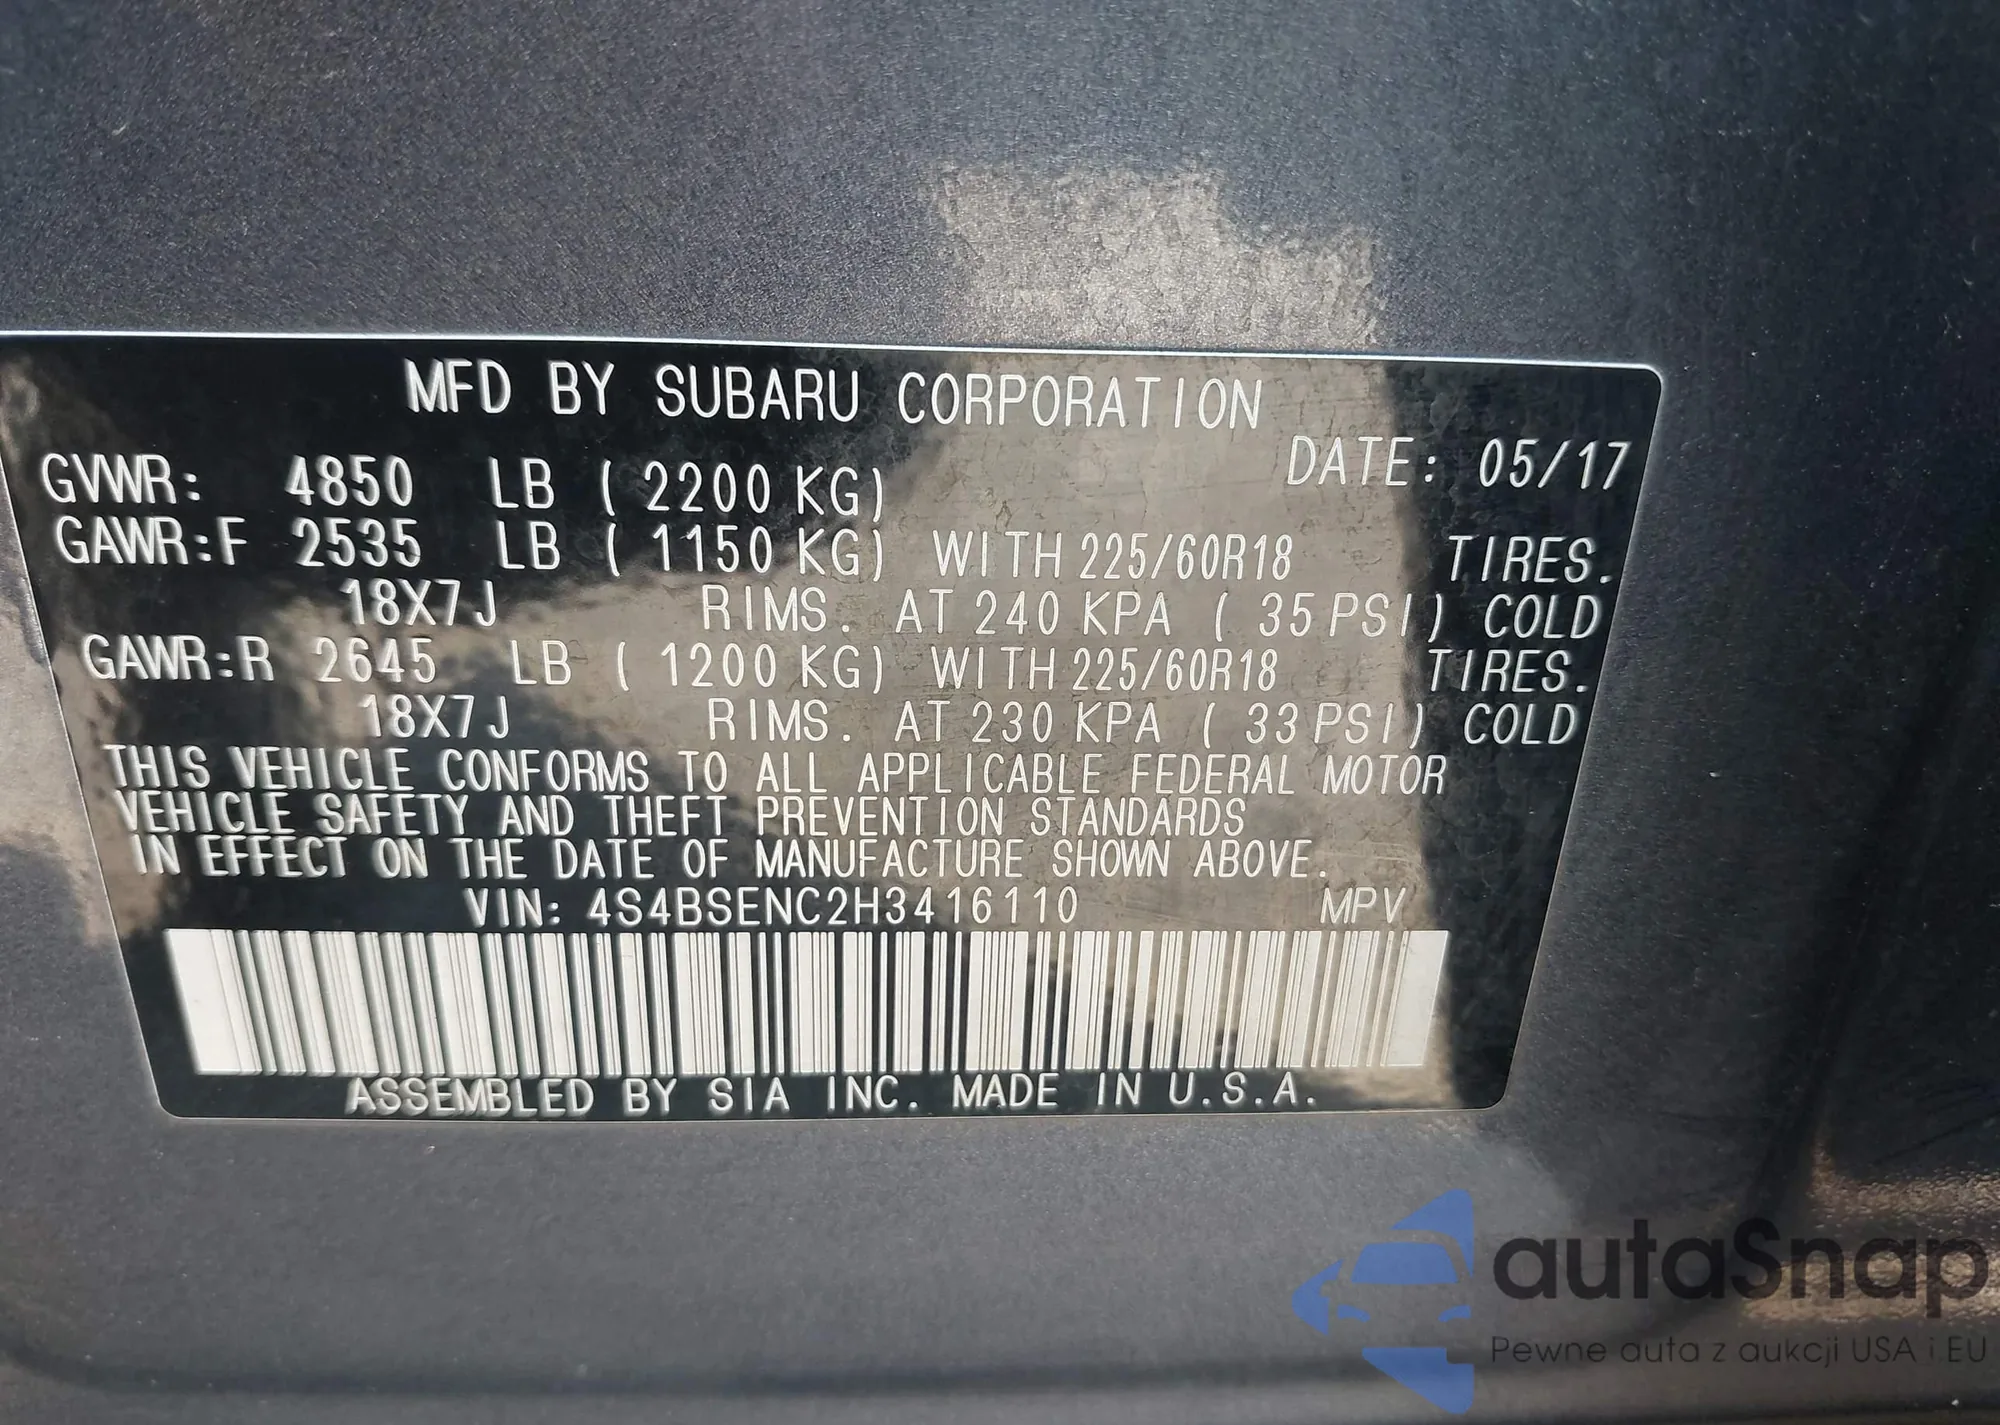 MFD BY SUBARU CORPORATION
DATE: 05/17
GVWR: 4850 LB ( 2200 KG)
GAWR:F 2535 LB ( 1150 KG) WITH 225/60R18 TIRES.
18X7J RIMS. AT 240 KPA ( 35 PSI) COLD
GAWR:R 2645 LB ( 1200 KG) WITH 225/60R18 TIRES.
18X7J RIMS. AT 230 KPA ( 33 PSI) COLD
THIS VEHICLE CONFORMS TO ALL APPLICABLE FEDERAL MOTOR
VEHICLE SAFETY AND THEFT PREVENTION STANDARDS
IN EFFECT ON THE DATE OF MANUFACTURE SHOWN ABOVE.
VIN: 4S4BSENC2H3416110 MPV
ASSEMBLED BY SIA INC. MADE IN U.S.A.
autaSnap
Pewne auta z aukcji USA i EU